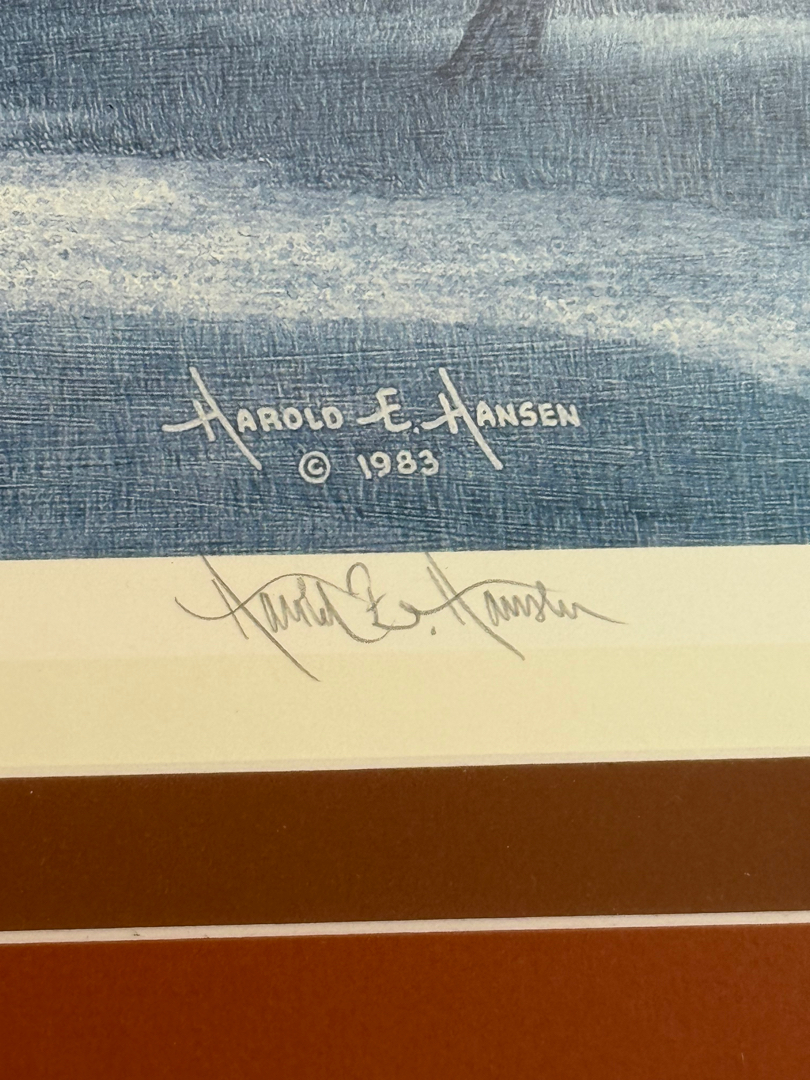 HAROLD E. HANSEN
© 1983
Harold E. Hansen